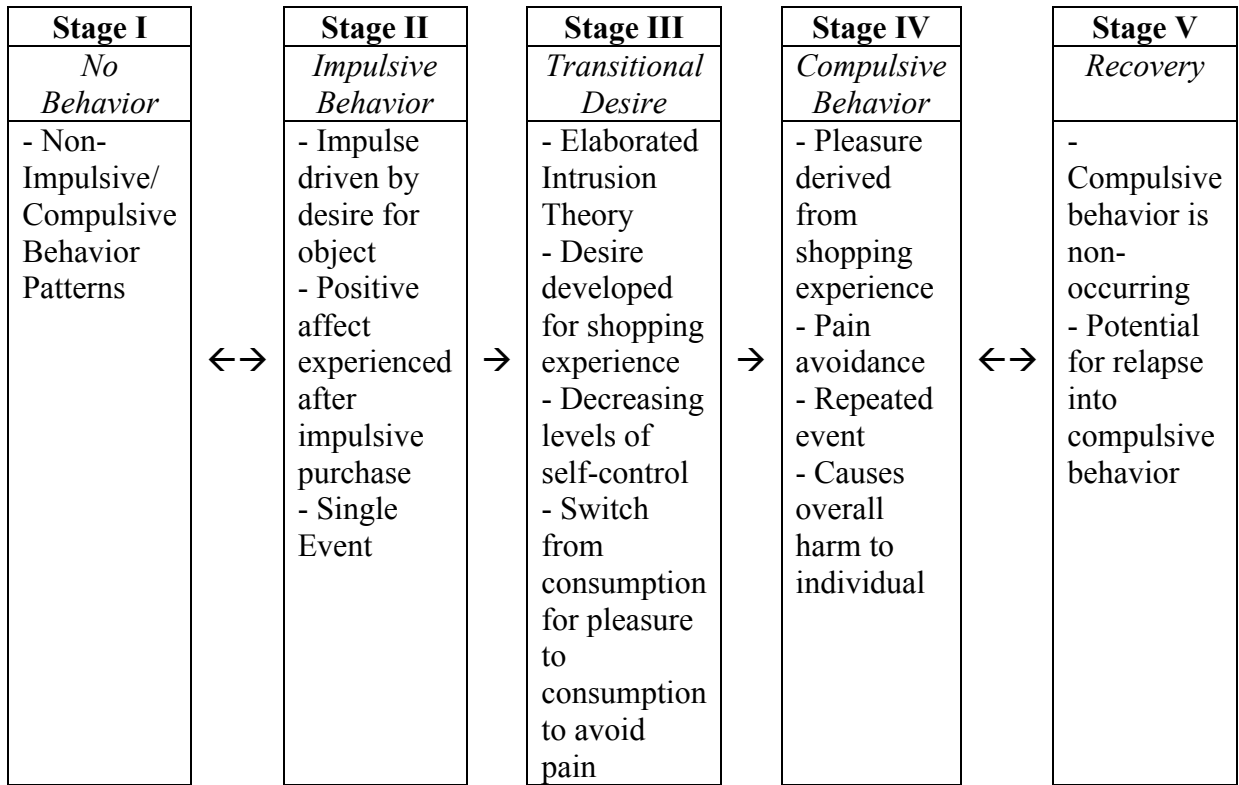 Stage I
No
Behavior
- Non-
Impulsive/
Compulsive
Behavior
Patterns
←→
Stage II
Impulsive
Behavior
- Impulse
driven by
desire for
object
- Positive
affect
experienced
after
impulsive
purchase
- Single
Event
→
Stage III
Transitional
Desire
- Elaborated
Intrusion
Theory
- Desire
developed
for shopping
experience
- Decreasing
levels of
self-control
- Switch
from
consumption
for pleasure
to
consumption
to avoid
pain
→
Stage IV
Compulsive
Behavior
- Pleasure
derived
from
shopping
experience
- Pain
avoidance
- Repeated
event
- Causes
overall
harm to
individual
←→
Stage V
Recovery
-
Compulsive
behavior is
non-
occurring
- Potential
for relapse
into
compulsive
behavior